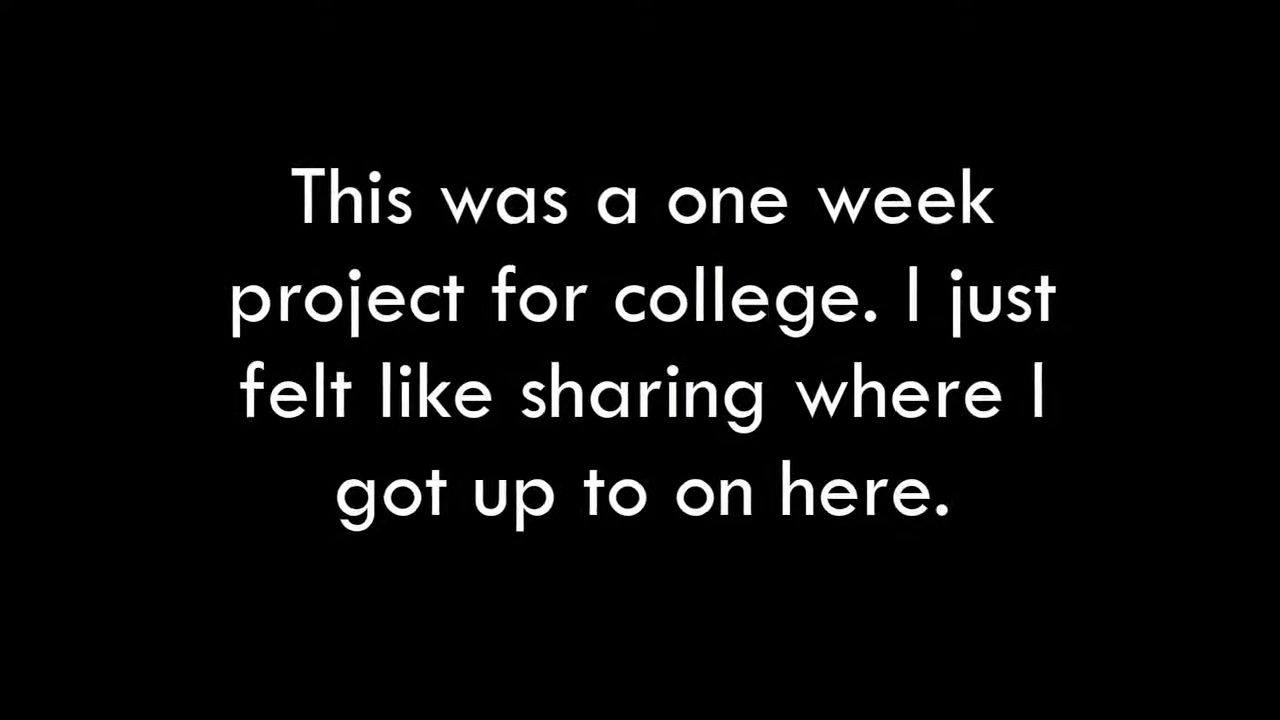 This was a one week
project for college. I just
felt like sharing where I
got up to on here.